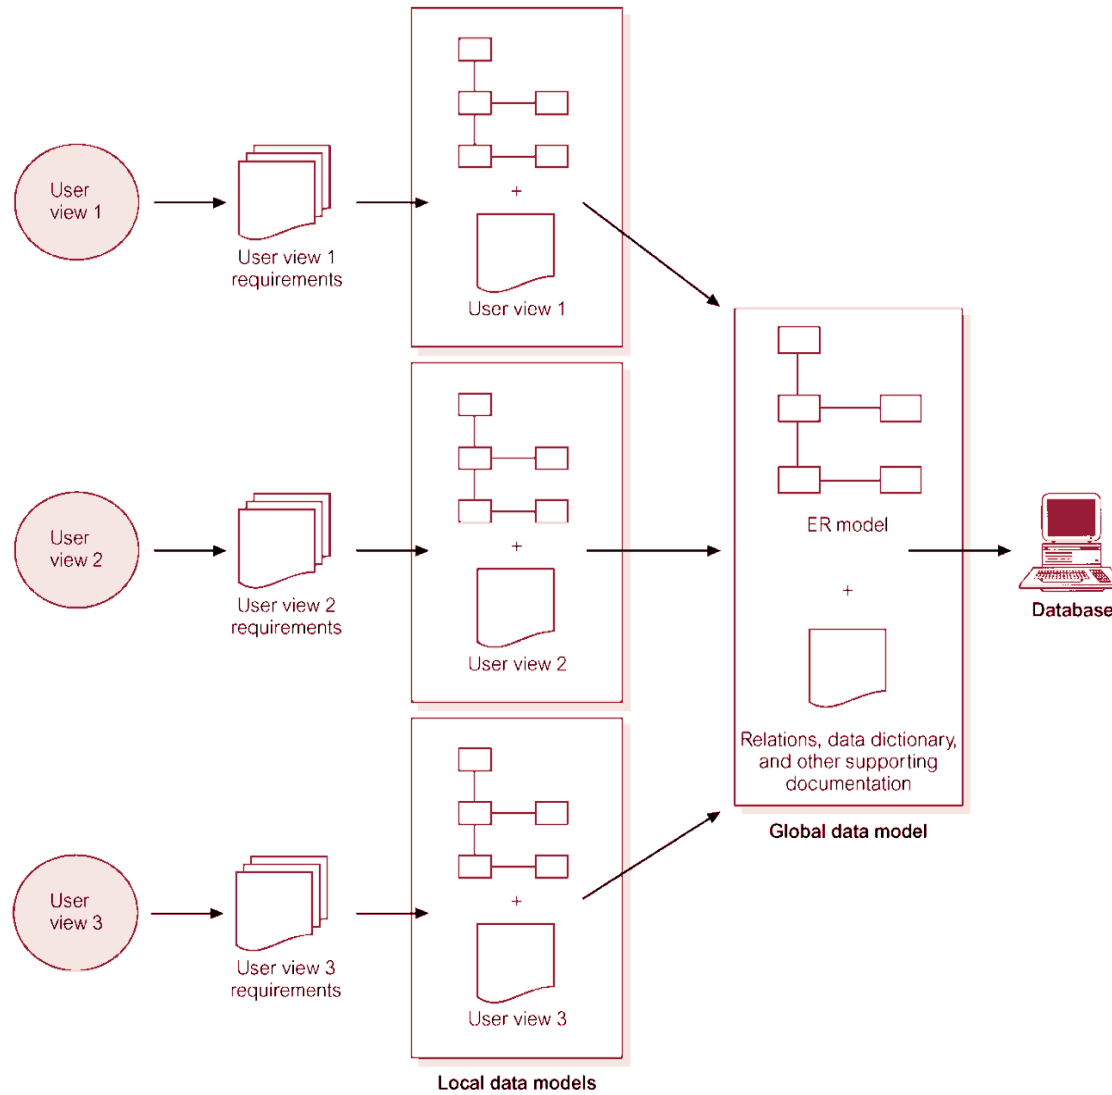 User
view 1
User view 1
requirements
+
User view 1
User
view 2
User view 2
requirements
+
User view 2
User
view 3
User view 3
requirements
+
User view 3
Local data models
ER model
+
Relations, data dictionary,
and other supporting
documentation
Global data model
Database